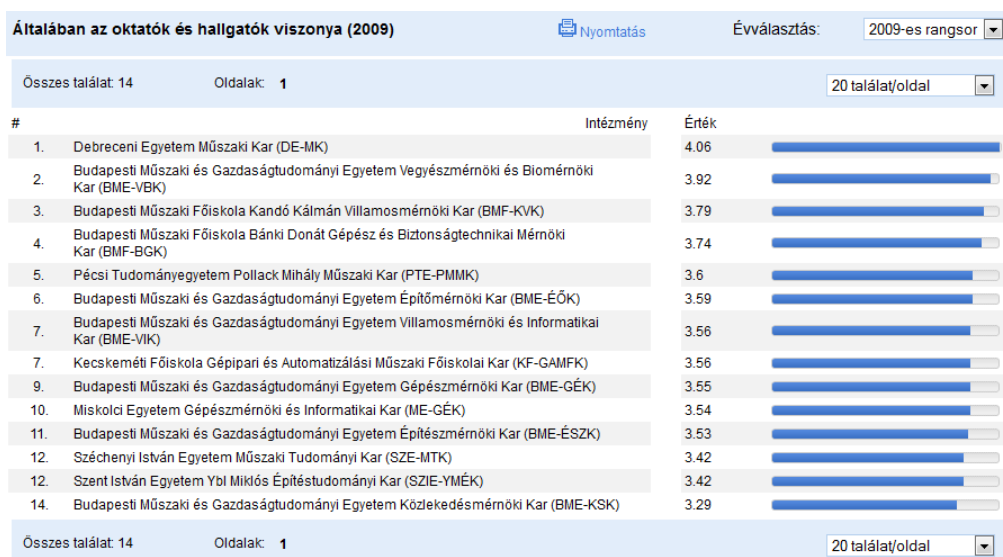 Általában az oktatók és hallgatók viszonya (2009) Nyomtatás Évválasztás: 2009-es rangsor
Összes találat: 14 Oldalak: 1 20 találat/oldal
# Intézmény Érték
1. Debreceni Egyetem Műszaki Kar (DE-MK) 4.06
2. Budapesti Műszaki és Gazdaságtudományi Egyetem Vegyészmérnöki és Biomérnöki
Kar (BME-VBK) 3.92
3. Budapesti Műszaki Főiskola Kandó Kálmán Villamosmérnöki Kar (BMF-KVK) 3.79
4. Budapesti Műszaki Főiskola Bánki Donát Gépész és Biztonságtechnikai Mérnöki
Kar (BMF-BGK) 3.74
5. Pécsi Tudományegyetem Pollack Mihály Műszaki Kar (PTE-PMMK) 3.6
6. Budapesti Műszaki és Gazdaságtudományi Egyetem Építőmérnöki Kar (BME-ÉŐK) 3.59
7. Budapesti Műszaki és Gazdaságtudományi Egyetem Villamosmérnöki és Informatikai
Kar (BME-VIK) 3.56
7. Kecskeméti Főiskola Gépipari és Automatizálási Műszaki Főiskolai Kar (KF-GAMFK) 3.56
9. Budapesti Műszaki és Gazdaságtudományi Egyetem Gépészmérnöki Kar (BME-GÉK) 3.55
10. Miskolci Egyetem Gépészmérnöki és Informatikai Kar (ME-GÉK) 3.54
11. Budapesti Műszaki és Gazdaságtudományi Egyetem Építészmérnöki Kar (BME-ÉSZK) 3.53
12. Széchenyi István Egyetem Műszaki Tudományi Kar (SZE-MTK) 3.42
12. Szent István Egyetem Ybl Miklós Építéstudományi Kar (SZIE-YMÉK) 3.42
14. Budapesti Műszaki és Gazdaságtudományi Egyetem Közlekedésmérnöki Kar (BME-KSK) 3.29
Összes találat: 14 Oldalak: 1 20 találat/oldal